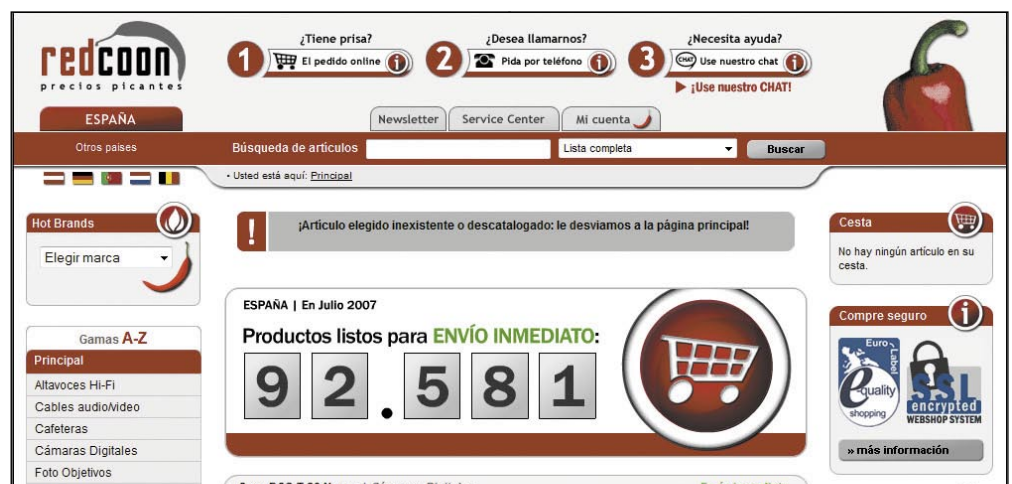 redcoon
precios picantes
1
¿Tiene prisa?
El pedido online
i
2
¿Desea llamarnos?
Pida por teléfono
i
3
¿Necesita ayuda?
CHAT Use nuestro chat
i
¡Use nuestro CHAT!
ESPAÑA
Newsletter
Service Center
Mi cuenta
Otros países
Búsqueda de artículos
Lista completa
Buscar
• Usted está aquí: Principal
Hot Brands
Elegir marca
! ¡Artículo elegido inexistente o descatalogado: le desviamos a la página principal!
Cesta
No hay ningún artículo en su
cesta.
ESPAÑA | En Julio 2007
Productos listos para ENVÍO INMEDIATO:
92.581
Compre seguro
i
Euro-Label
e-quality
shopping
SSL
encrypted
WEBSHOP SYSTEM
» más información
Gamas A-Z
Principal
Altavoces Hi-Fi
Cables audio/video
Cafeteras
Cámaras Digitales
Foto Objetivos